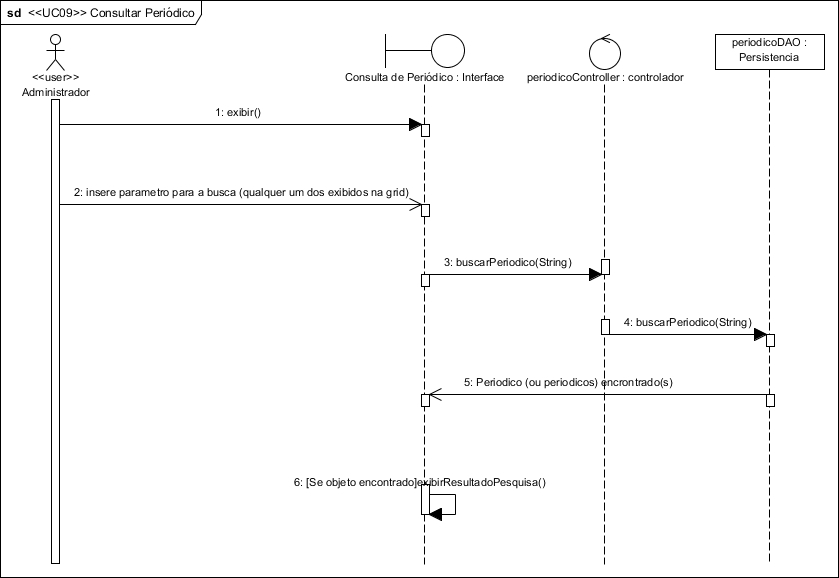 sd <<UC09>> Consultar Periódico
<<user>>
Administrador
Consulta de Periódico : Interface
periodicoController : controlador
periodicoDAO :
Persistencia
1: exibir()
2: insere parametro para a busca (qualquer um dos exibidos na grid)
3: buscarPeriodico(String)
4: buscarPeriodico(String)
5: Periodico (ou periodicos) encrontrado(s)
6: [Se objeto encontrado]exibirResultadoPesquisa()